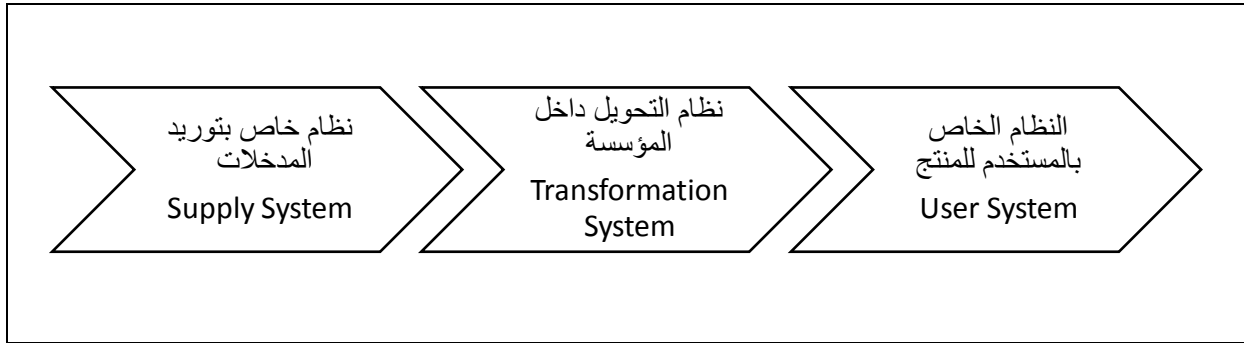 نظام خاص بتوريد
المدخلات
Supply System
نظام التحويل داخل
المؤسسة
Transformation
System
النظام الخاص
بالمستخدم للمنتج
User System